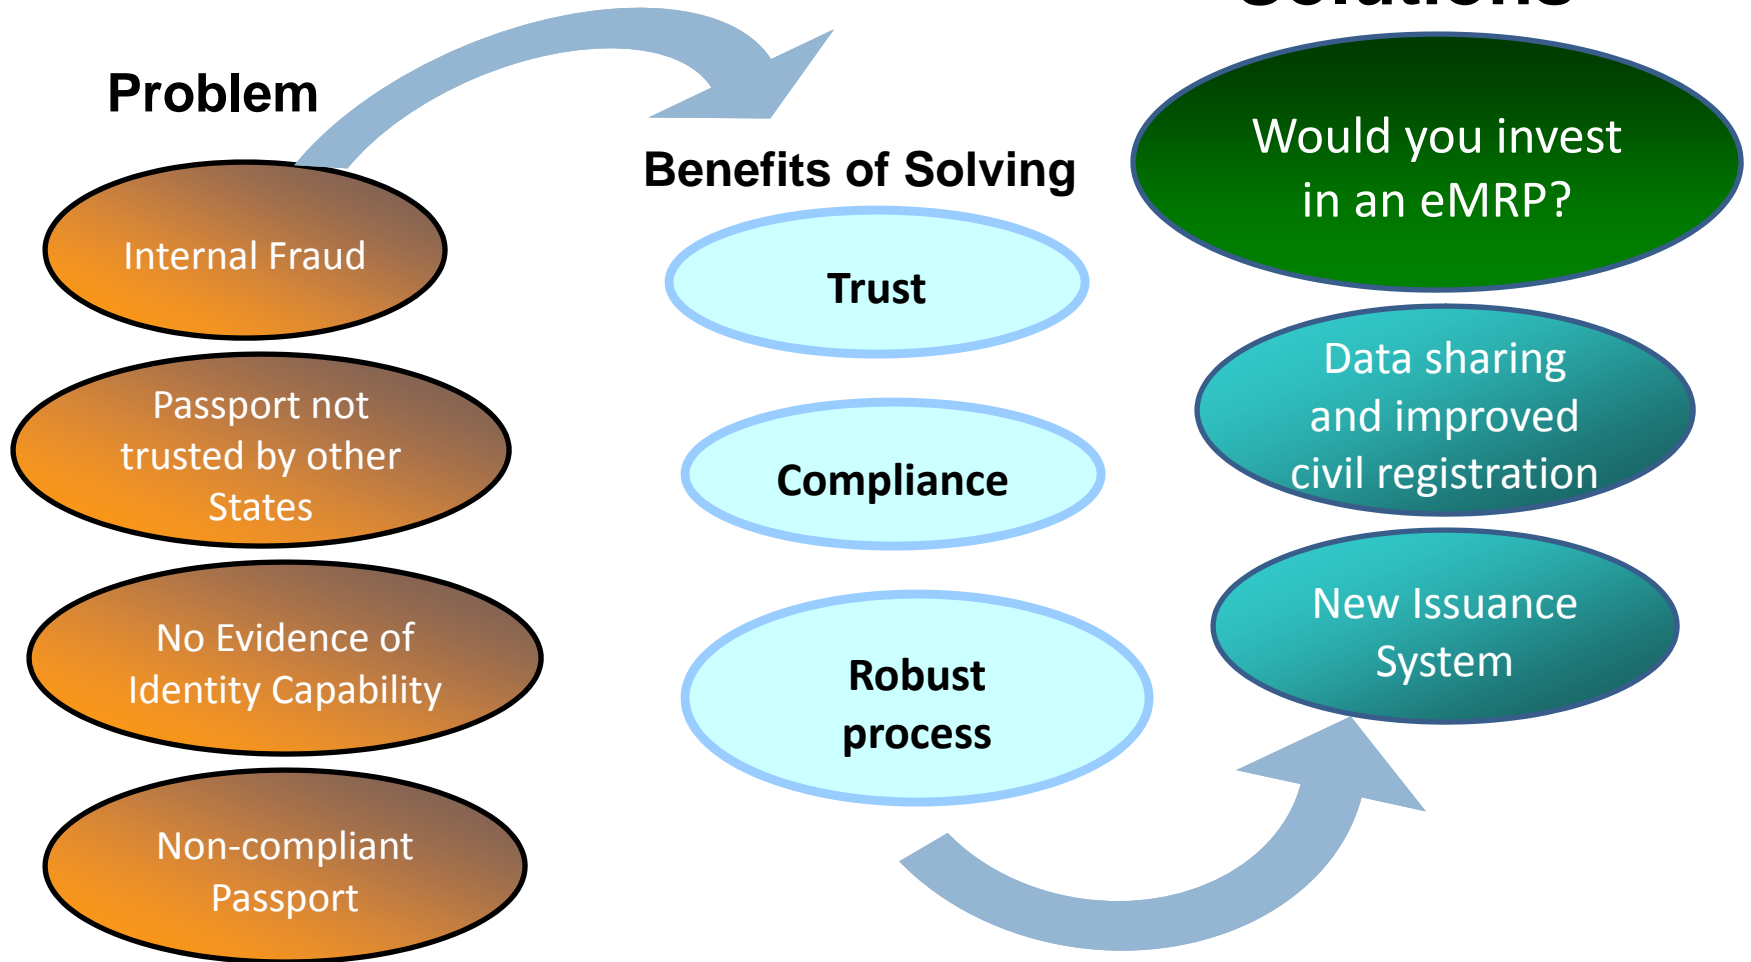 Problem
Internal Fraud
Passport not
trusted by other
States
No Evidence of
Identity Capability
Non-compliant
Passport
Benefits of Solving
Trust
Compliance
Robust
process
Solutions
Would you invest
in an eMRP?
Data sharing
and improved
civil registration
New Issuance
System